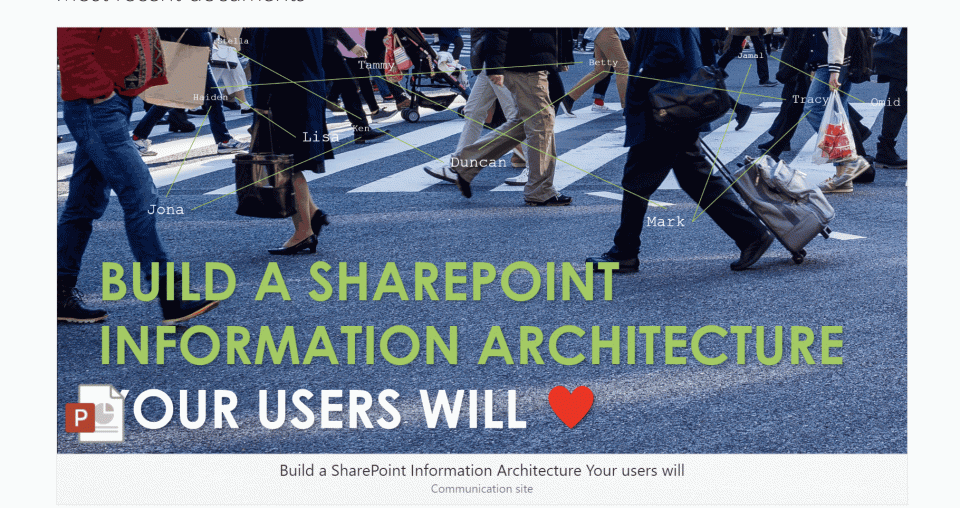 most recent documents
Stella
Tammy
Betty
Jamal
Haiden
Tracy
Omid
Ken
Lisa
Duncan
Jona
Mark
BUILD A SHAREPOINT
INFORMATION ARCHITECTURE
YOUR USERS WILL ❤
P
Build a SharePoint Information Architecture Your users will
Communication site